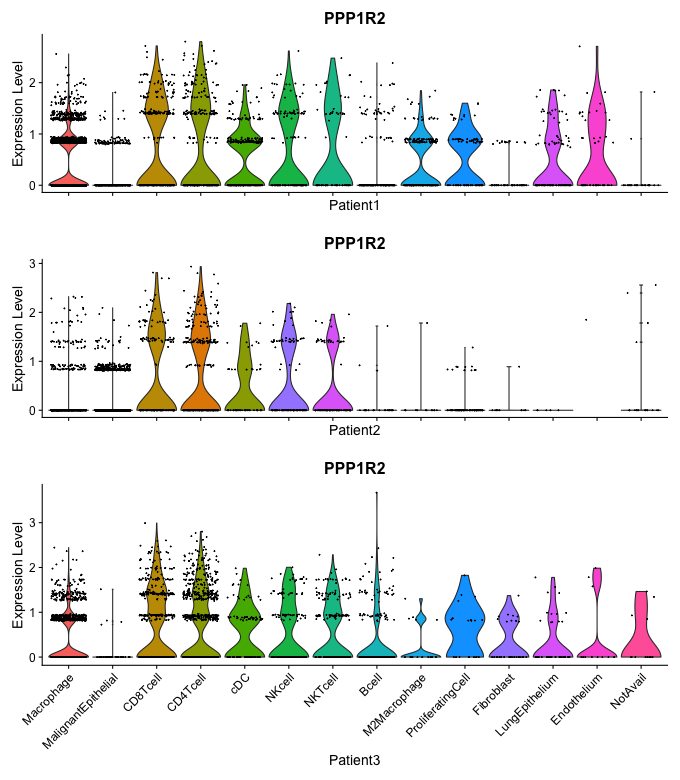 PPP1R2
Expression Level
2
1
0
Patient1
PPP1R2
Expression Level
3
2
1
0
Patient2
PPP1R2
Expression Level
3
2
1
0
Macrophage
MalignantEpithelial
CD8Tcell
CD4Tcell
cDC
NKcell
NKTcell
Bcell
M2Macrophage
ProliferatingCell
Fibroblast
LungEpithelium
Endothelium
NotAvail
Patient3